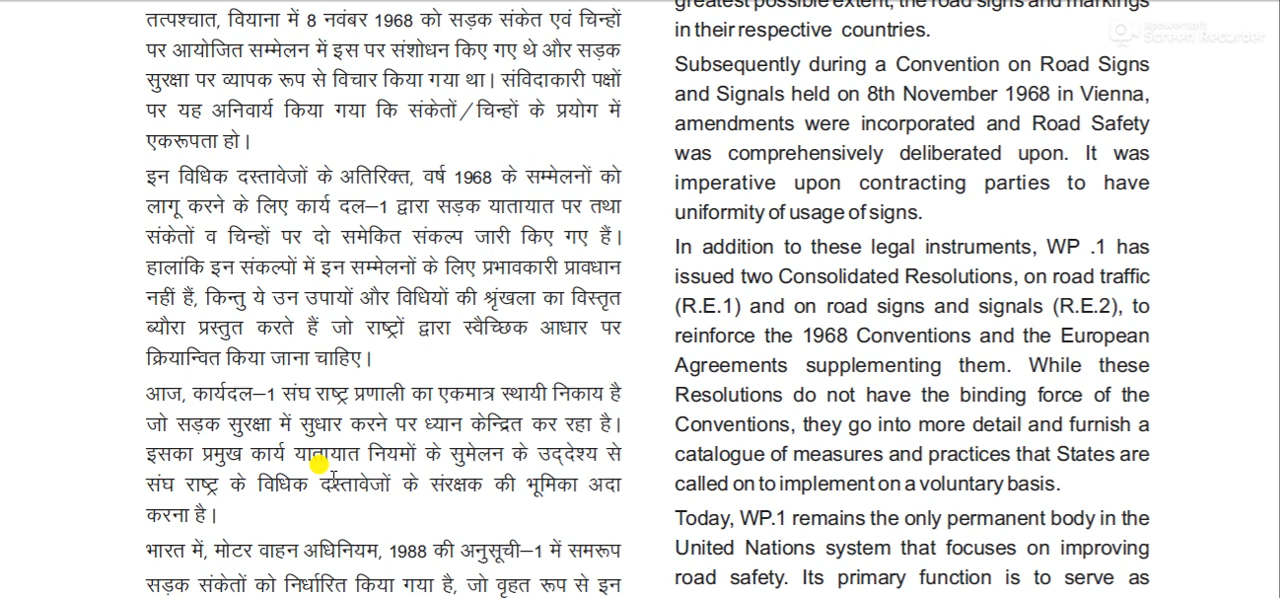 तत्पश्चात, वियाना में 8 नवंबर 1968 को सड़क संकेत एवं चिन्हों
पर आयोजित सम्मेलन में इस पर संशोधन किए गए थे और सड़क
सुरक्षा पर व्यापक रूप से विचार किया गया था। संविदाकारी पक्षों
पर यह अनिवार्य किया गया कि संकेतों/चिन्हों के प्रयोग में
एकरूपता हो।
इन विधिक दस्तावेजों के अतिरिक्त, वर्ष 1968 के सम्मेलनों को
लागू करने के लिए कार्य दल–1 द्वारा सड़क यातायात पर तथा
संकेतों व चिन्हों पर दो समेकित संकल्प जारी किए गए हैं।
हालांकि इन संकल्पों में इन सम्मेलनों के लिए प्रभावकारी प्रावधान
नहीं हैं, किन्तु ये उन उपायों और विधियों की श्रृंखला का विस्तृत
ब्यौरा प्रस्तुत करते हैं जो राष्ट्रों द्वारा स्वैच्छिक आधार पर
क्रियान्वित किया जाना चाहिए।
आज, कार्यदल–1 संघ राष्ट्र प्रणाली का एकमात्र स्थायी निकाय है
जो सड़क सुरक्षा में सुधार करने पर ध्यान केन्द्रित कर रहा है।
इसका प्रमुख कार्य यातायात नियमों के सुमेलन के उद्देश्य से
संघ राष्ट्र के विधिक दस्तावेजों के संरक्षक की भूमिका अदा
करना है।
भारत में, मोटर वाहन अधिनियम, 1988 की अनुसूची–1 में समरूप
सड़क संकेतों को निर्धारित किया गया है, जो वृहत रूप से इन
greatest possible extent, the road signs and markings
in their respective countries.
Subsequently during a Convention on Road Signs
and Signals held on 8th November 1968 in Vienna,
amendments were incorporated and Road Safety
was comprehensively deliberated upon. It was
imperative upon contracting parties to have
uniformity of usage of signs.
In addition to these legal instruments, WP .1 has
issued two Consolidated Resolutions, on road traffic
(R.E.1) and on road signs and signals (R.E.2), to
reinforce the 1968 Conventions and the European
Agreements supplementing them. While these
Resolutions do not have the binding force of the
Conventions, they go into more detail and furnish a
catalogue of measures and practices that States are
called on to implement on a voluntary basis.
Today, WP.1 remains the only permanent body in the
United Nations system that focuses on improving
road safety. Its primary function is to serve as
Apowersoft
Screen Recorder